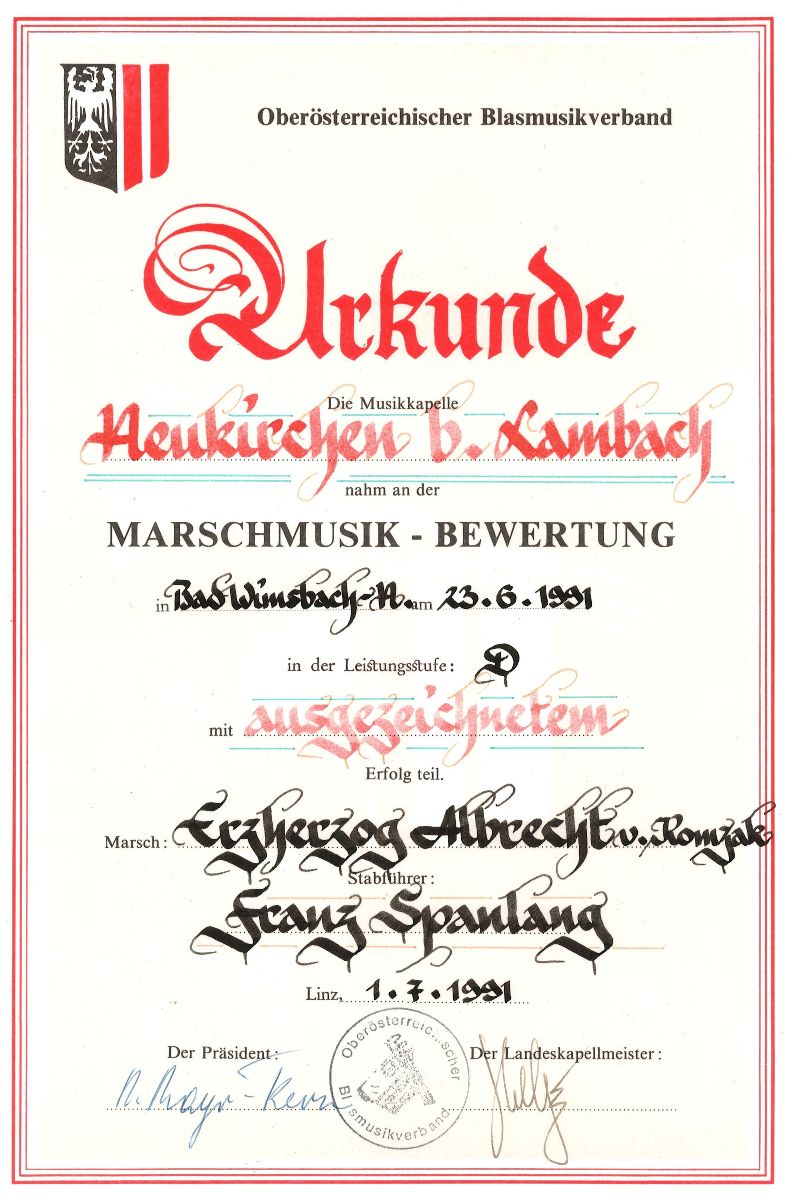 Oberösterreichischer Blasmusikverband
Urkunde
Die Musikkapelle
Neukirchen b. Lambach
nahm an der
MARSCHMUSIK - BEWERTUNG
in Bad Wimsbach-N. am 23.6.1991
in der Leistungsstufe: D
mit ausgezeichnetem
Erfolg teil.
Marsch: Erzherzog Albrecht v. Komzak
Stabführer:
Franz Spanlang
Linz, 1.7.1991
Der Präsident:
Der Landeskapellmeister:
Oberösterreichischer
Blasmusikverband